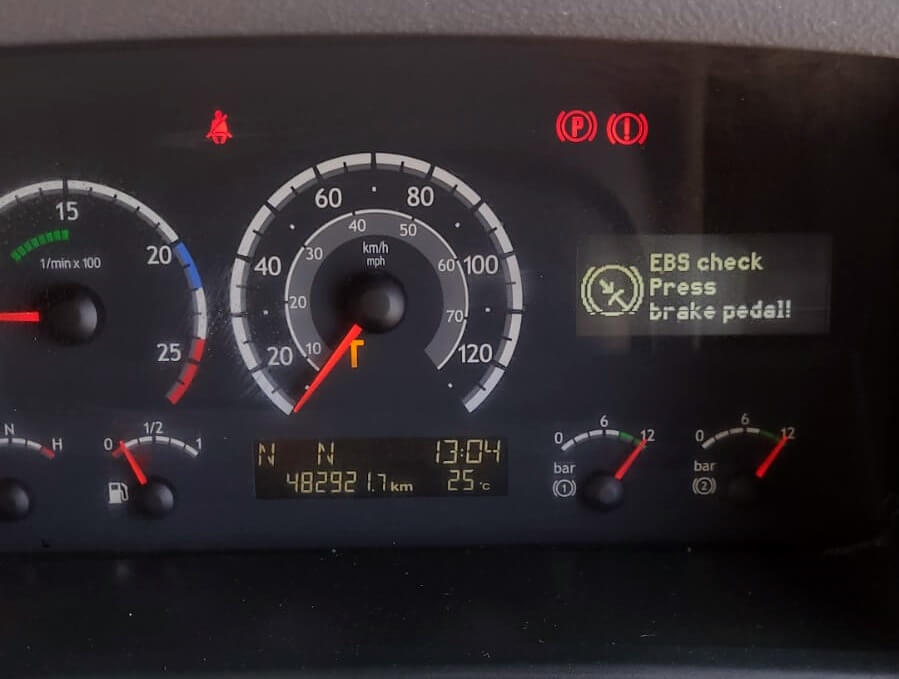 P !
60 80
15
40 50
km/h
mph
30 60
1/min x 100
20
40 100
EBS check
Press
brake pedal!
20 70
25
20 10 120
N H
0 1/2 1
N N 13:04
482921.7 km 25 °C
0 6 12
bar
1
0 6 12
bar
2